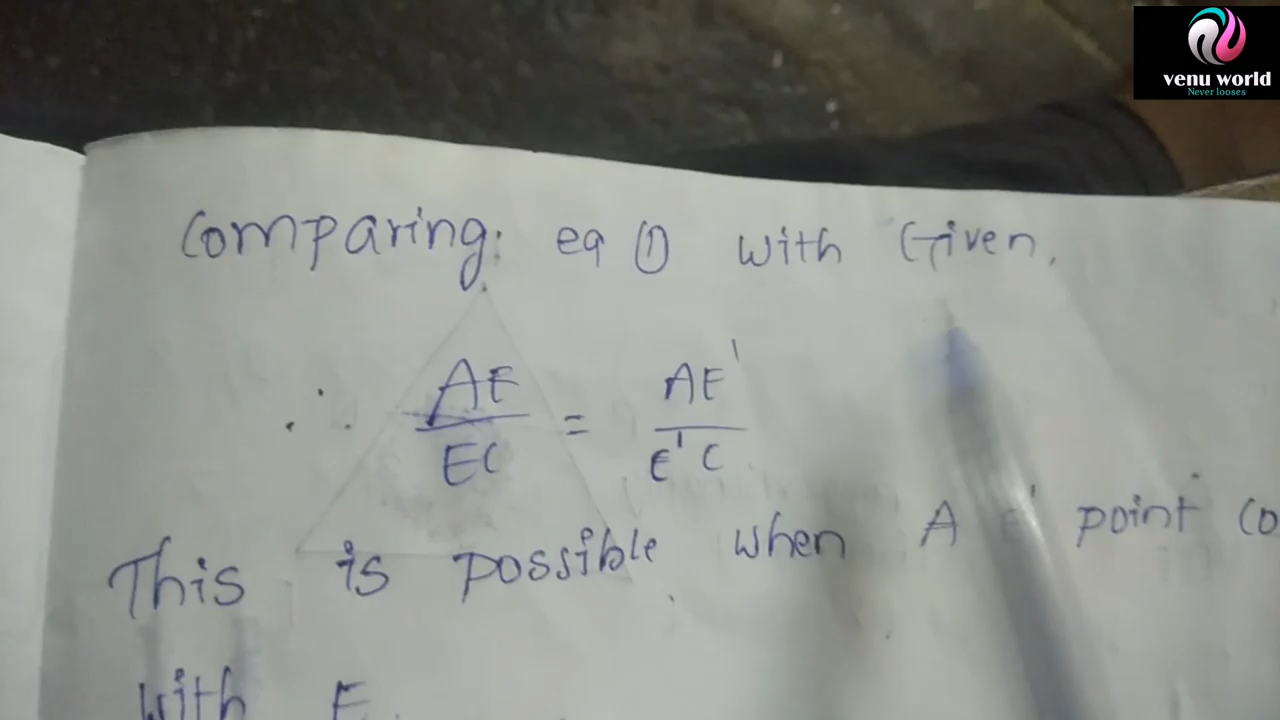 venu world
Never looses
Comparing: eq ① with Given.
∴ AE/EC = AE'/E'C
This is possible when A E' point co
with E.